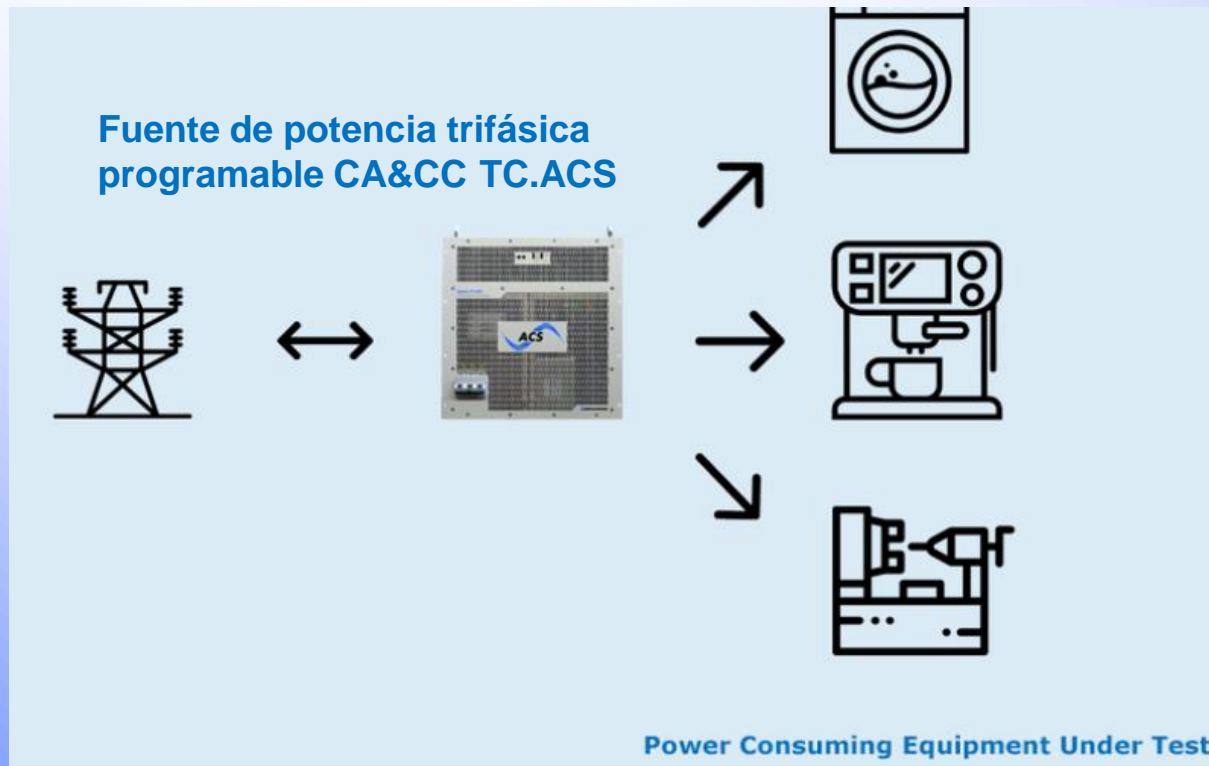 Fuente de potencia trifásica
programable CA&CC TC.ACS
ACS
Power Consuming Equipment Under Test